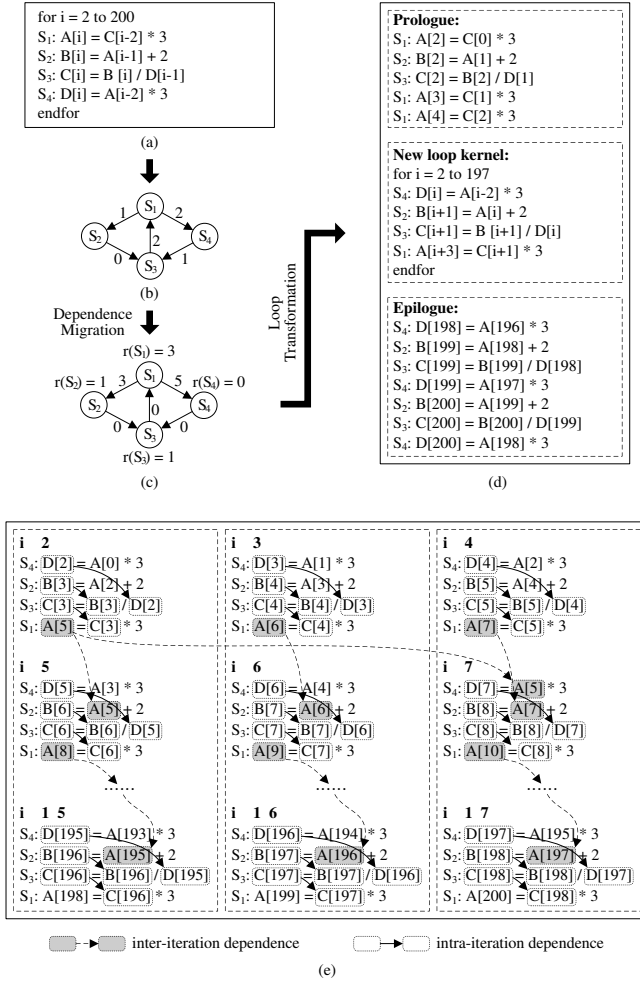 for i = 2 to 200
S1: A[i] = C[i-2] * 3
S2: B[i] = A[i-1] + 2
S3: C[i] = B [i] / D[i-1]
S4: D[i] = A[i-2] * 3
endfor
(a)
S1
1
2
S2
S4
2
0
1
S3
(b)
Dependence
Migration
r(S1) = 3
r(S2) = 1
3
S1
5
r(S4) = 0
S2
S4
0
0
0
S3
r(S3) = 1
(c)
Loop
Transformation
Prologue:
S1: A[2] = C[0] * 3
S2: B[2] = A[1] + 2
S3: C[2] = B[2] / D[1]
S1: A[3] = C[1] * 3
S1: A[4] = C[2] * 3
New loop kernel:
for i = 2 to 197
S4: D[i] = A[i-2] * 3
S2: B[i+1] = A[i] + 2
S3: C[i+1] = B [i+1] / D[i]
S1: A[i+3] = C[i+1] * 3
endfor
Epilogue:
S4: D[198] = A[196] * 3
S2: B[199] = A[198] + 2
S3: C[199] = B[199] / D[198]
S4: D[199] = A[197] * 3
S2: B[200] = A[199] + 2
S3: C[200] = B[200] / D[199]
S4: D[200] = A[198] * 3
(d)
i 2
S4: D[2] = A[0] * 3
S2: B[3] = A[2] + 2
S3: C[3] = B[3] / D[2]
S1: A[5] = C[3] * 3
i 3
S4: D[3] = A[1] * 3
S2: B[4] = A[3] + 2
S3: C[4] = B[4] / D[3]
S1: A[6] = C[4] * 3
i 4
S4: D[4] = A[2] * 3
S2: B[5] = A[4] + 2
S3: C[5] = B[5] / D[4]
S1: A[7] = C[5] * 3
i 5
S4: D[5] = A[3] * 3
S2: B[6] = A[5] + 2
S3: C[6] = B[6] / D[5]
S1: A[8] = C[6] * 3
i 6
S4: D[6] = A[4] * 3
S2: B[7] = A[6] + 2
S3: C[7] = B[7] / D[6]
S1: A[9] = C[7] * 3
i 7
S4: D[7] = A[5] * 3
S2: B[8] = A[7] + 2
S3: C[8] = B[8] / D[7]
S1: A[10] = C[8] * 3
......
......
......
i 1 5
S4: D[195] = A[193] * 3
S2: B[196] = A[195] + 2
S3: C[196] = B[196] / D[195]
S1: A[198] = C[196] * 3
i 1 6
S4: D[196] = A[194] * 3
S2: B[197] = A[196] + 2
S3: C[197] = B[197] / D[196]
S1: A[199] = C[197] * 3
i 1 7
S4: D[197] = A[195] * 3
S2: B[198] = A[197] + 2
S3: C[198] = B[198] / D[197]
S1: A[200] = C[198] * 3
inter-iteration dependence
intra-iteration dependence
(e)